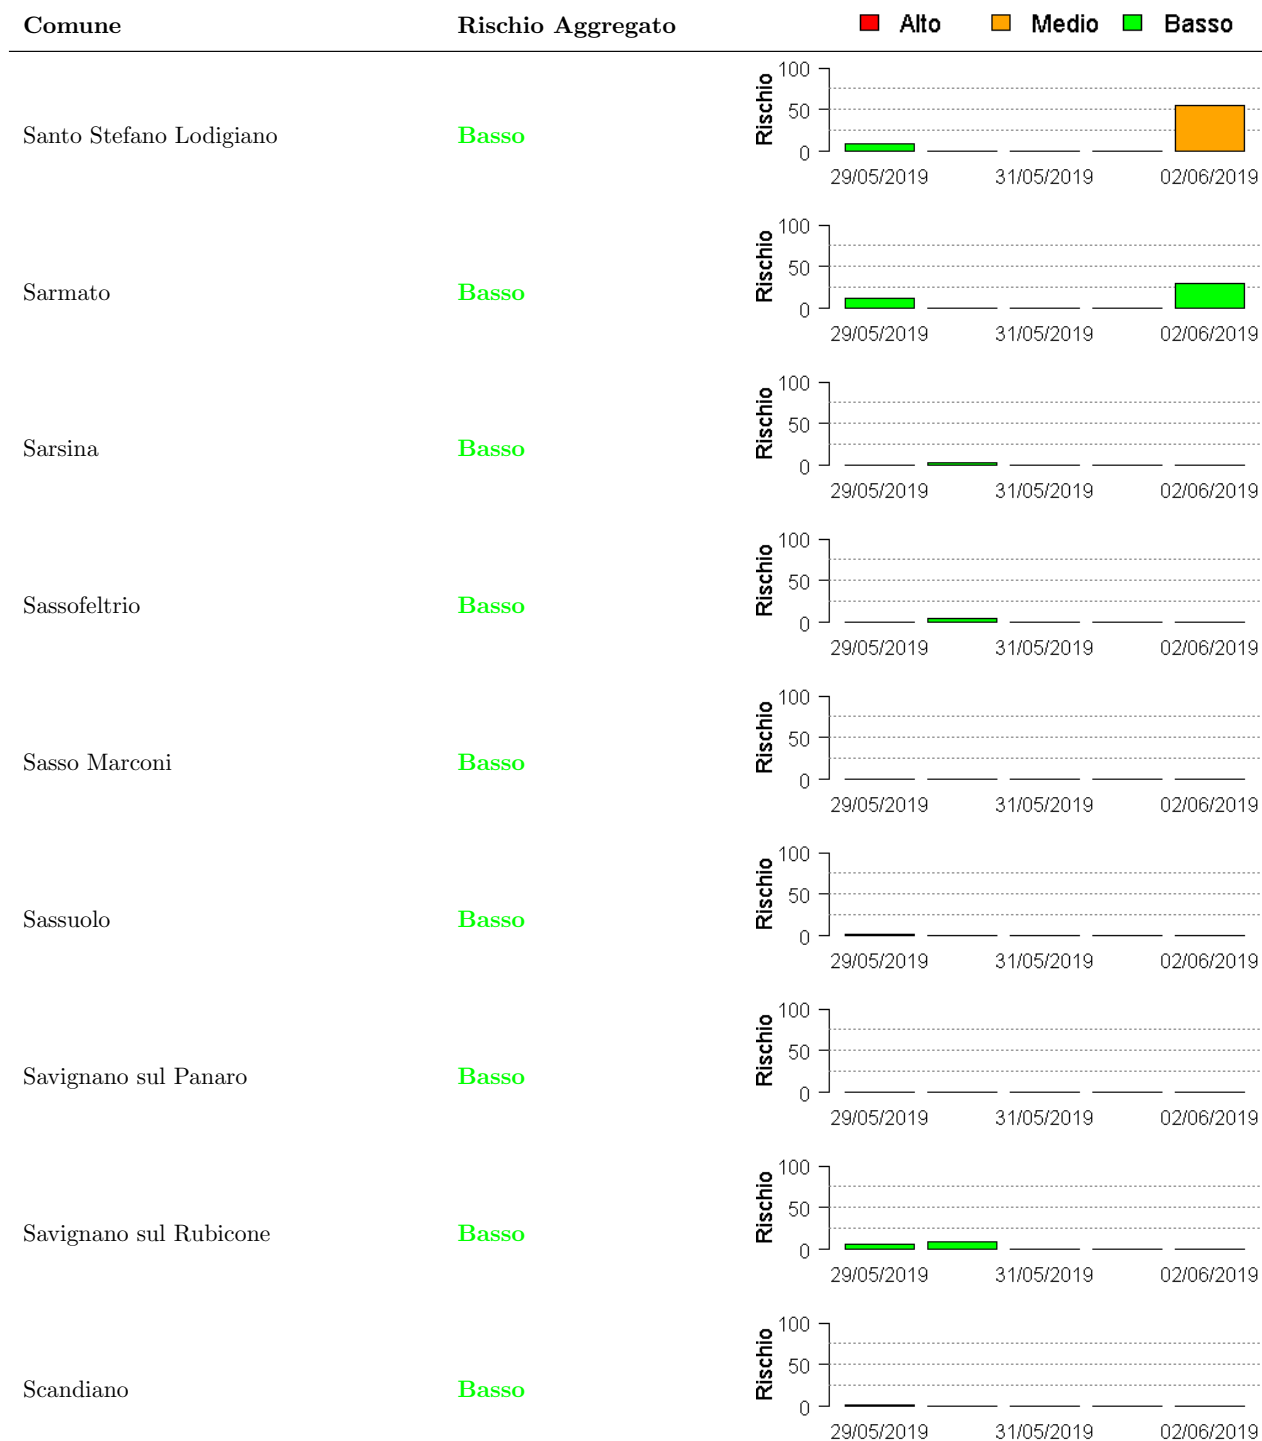 Comune Rischio Aggregato Alto Medio Basso
100
50
0
Rischio
Santo Stefano Lodigiano Basso
29/05/2019 31/05/2019 02/06/2019
100
50
0
Rischio
Sarmato Basso
29/05/2019 31/05/2019 02/06/2019
100
50
0
Rischio
Sarsina Basso
29/05/2019 31/05/2019 02/06/2019
100
50
0
Rischio
Sassofeltrio Basso
29/05/2019 31/05/2019 02/06/2019
100
50
0
Rischio
Sasso Marconi Basso
29/05/2019 31/05/2019 02/06/2019
100
50
0
Rischio
Sassuolo Basso
29/05/2019 31/05/2019 02/06/2019
100
50
0
Rischio
Savignano sul Panaro Basso
29/05/2019 31/05/2019 02/06/2019
100
50
0
Rischio
Savignano sul Rubicone Basso
29/05/2019 31/05/2019 02/06/2019
100
50
0
Rischio
Scandiano Basso
29/05/2019 31/05/2019 02/06/2019